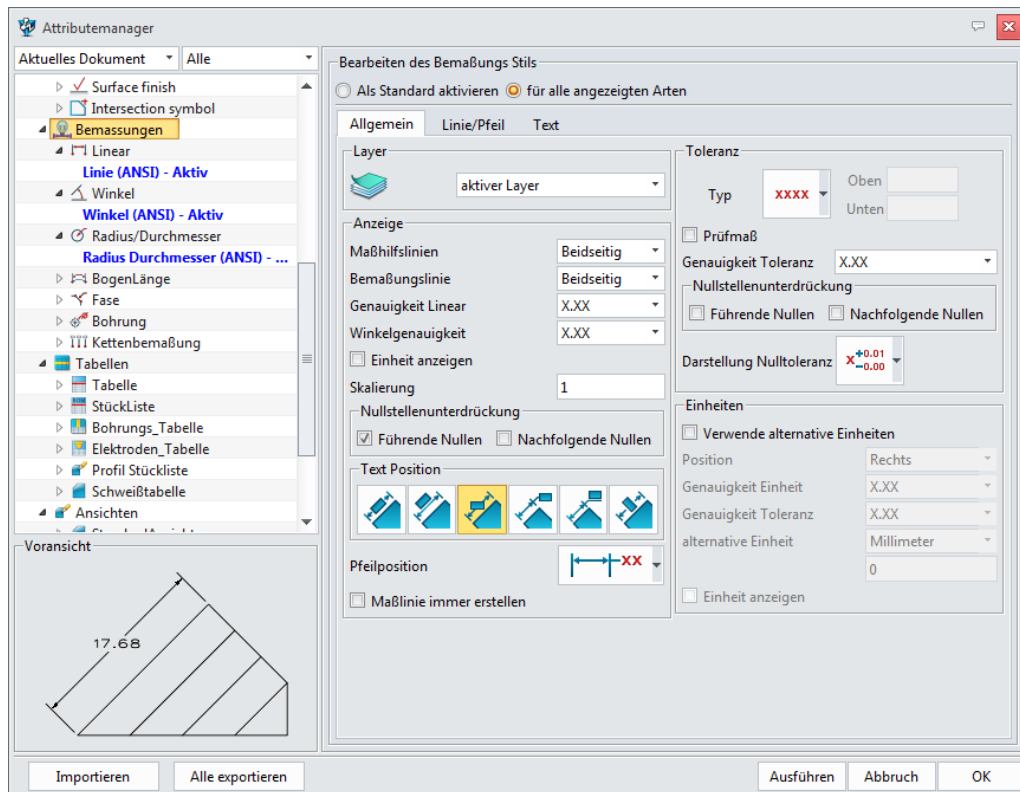 Attributemanager
Aktuelles Dokument
Alle
Surface finish
Intersection symbol
Bemassungen
Linear
Linie (ANSI) - Aktiv
Winkel
Winkel (ANSI) - Aktiv
Radius/Durchmesser
Radius Durchmesser (ANSI) - ...
BogenLänge
Fase
Bohrung
Kettenbemaßung
Tabellen
Tabelle
StückListe
Bohrungs_Tabelle
Elektroden_Tabelle
Profil Stückliste
Schweißtabelle
Ansichten
Voransicht
17.68
Bearbeiten des Bemaßungs Stils
Als Standard aktivieren für alle angezeigten Arten
Allgemein Linie/Pfeil Text
Layer
aktiver Layer
Anzeige
Maßhilfslinien Beidseitig
Bemaßungslinie Beidseitig
Genauigkeit Linear X.XX
Winkelgenauigkeit X.XX
Einheit anzeigen
Skalierung 1
Nullstellenunterdrückung
Führende Nullen Nachfolgende Nullen
Text Position
Pfeilposition XX
Maßlinie immer erstellen
Toleranz
Typ XXXX Oben
Unten
Prüfmaß
Genauigkeit Toleranz X.XX
Nullstellenunterdrückung
Führende Nullen Nachfolgende Nullen
Darstellung Nulltoleranz X +0.01 -0.00
Einheiten
Verwende alternative Einheiten
Position Rechts
Genauigkeit Einheit X.XX
Genauigkeit Toleranz X.XX
alternative Einheit Millimeter
0
Einheit anzeigen
Importieren Alle exportieren Ausführen Abbruch OK